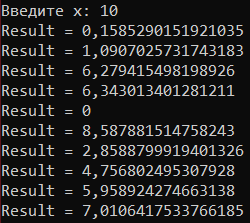 Введите x: 10
Result = 0,1585290151921035
Result = 1,0907025731743183
Result = 6,279415498198926
Result = 6,343013401281211
Result = 0
Result = 8,587881514758243
Result = 2,8588799919401326
Result = 4,756802495307928
Result = 5,958924274663138
Result = 7,0106417533766185